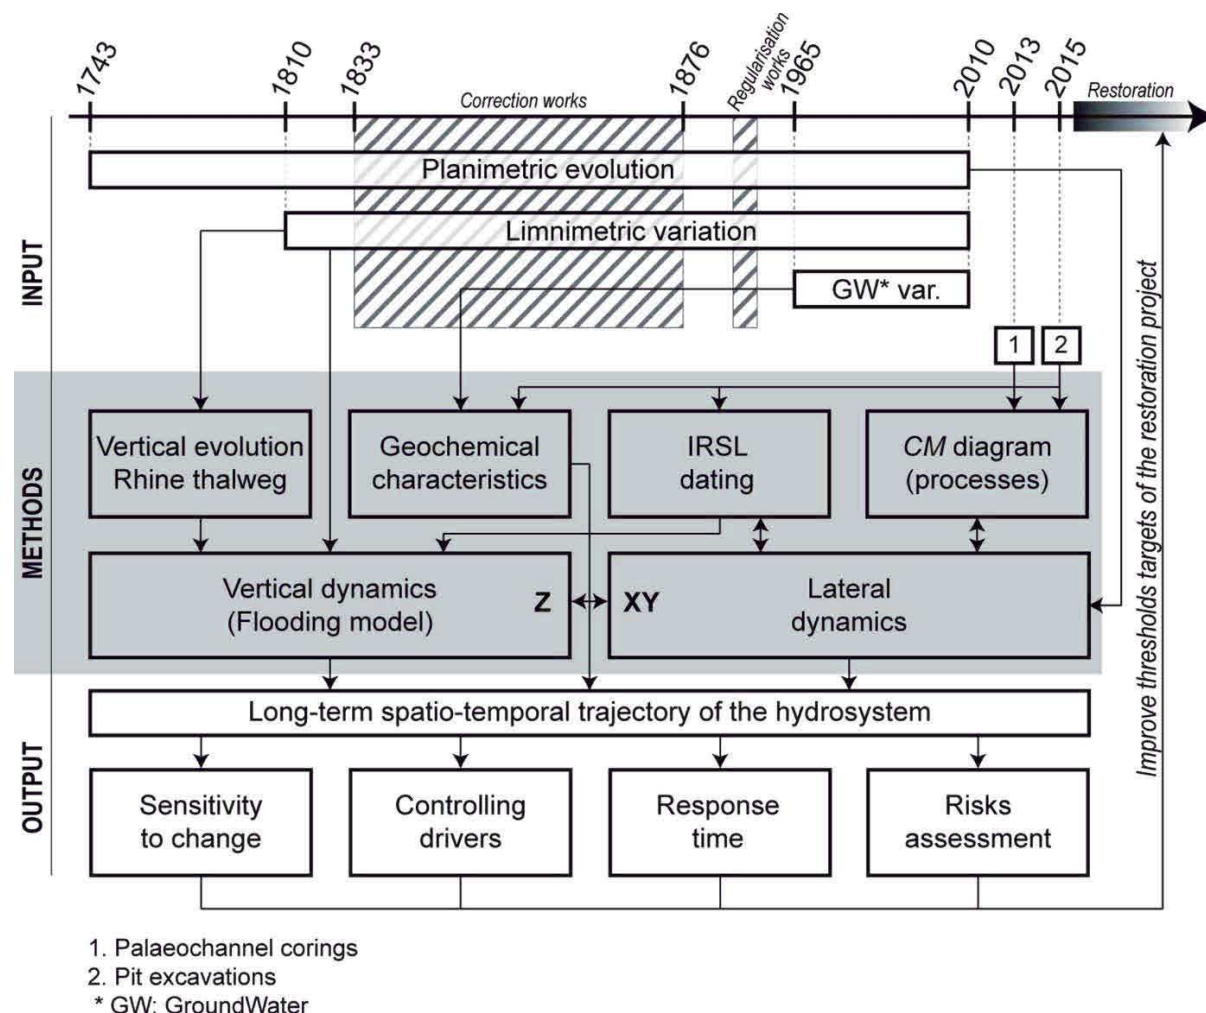 1743
1810
1833
1876
1965
2010
2013
2015
Correction works
Regularisation
works
Restoration
INPUT
Planimetric evolution
Limnimetric variation
GW* var.
1
2
METHODS
Vertical evolution
Rhine thalweg
Geochemical
characteristics
IRSL
dating
CM diagram
(processes)
Vertical dynamics
(Flooding model)
Z
XY
Lateral
dynamics
OUTPUT
Long-term spatio-temporal trajectory of the hydrosystem
Sensitivity
to change
Controlling
drivers
Response
time
Risks
assessment
Improve thresholds targets of the restoration project
1. Palaeochannel corings
2. Pit excavations
* GW: GroundWater